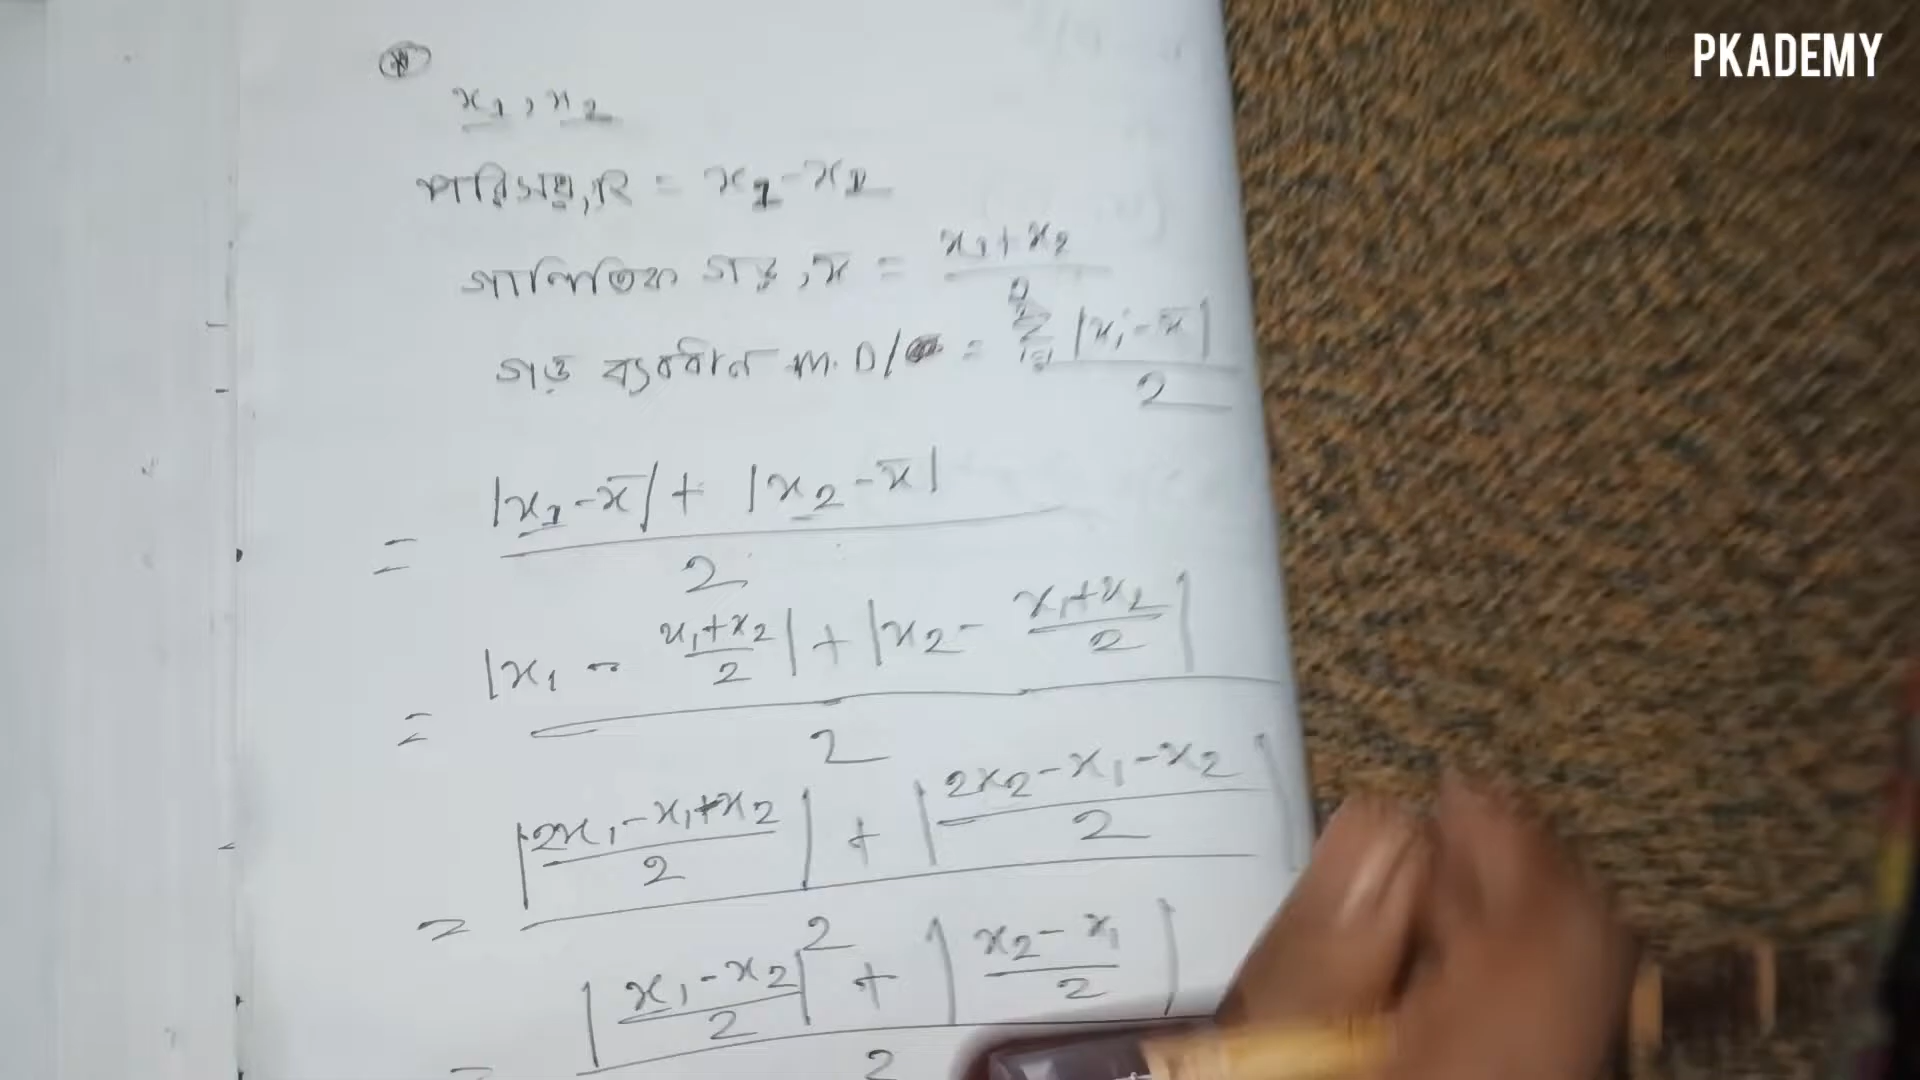 PKADEMY
x₁, x₂
পরিসর, R = x₁ - x₂
গানিতিক গড়, x̄ = (x₁ + x₂)/2
গড় ব্যবধান M.D = Σᵢ₌₁² |xᵢ - x̄| / 2
= (|x₁ - x̄| + |x₂ - x̄|) / 2
= (|x₁ - (x₁+x₂)/2| + |x₂ - (x₁+x₂)/2|) / 2
= (|(2x₁ - x₁ + x₂)/2| + |(2x₂ - x₁ - x₂)/2|) / 2
= (|(x₁ - x₂)/2| + |(x₂ - x₁)/2|) / 2